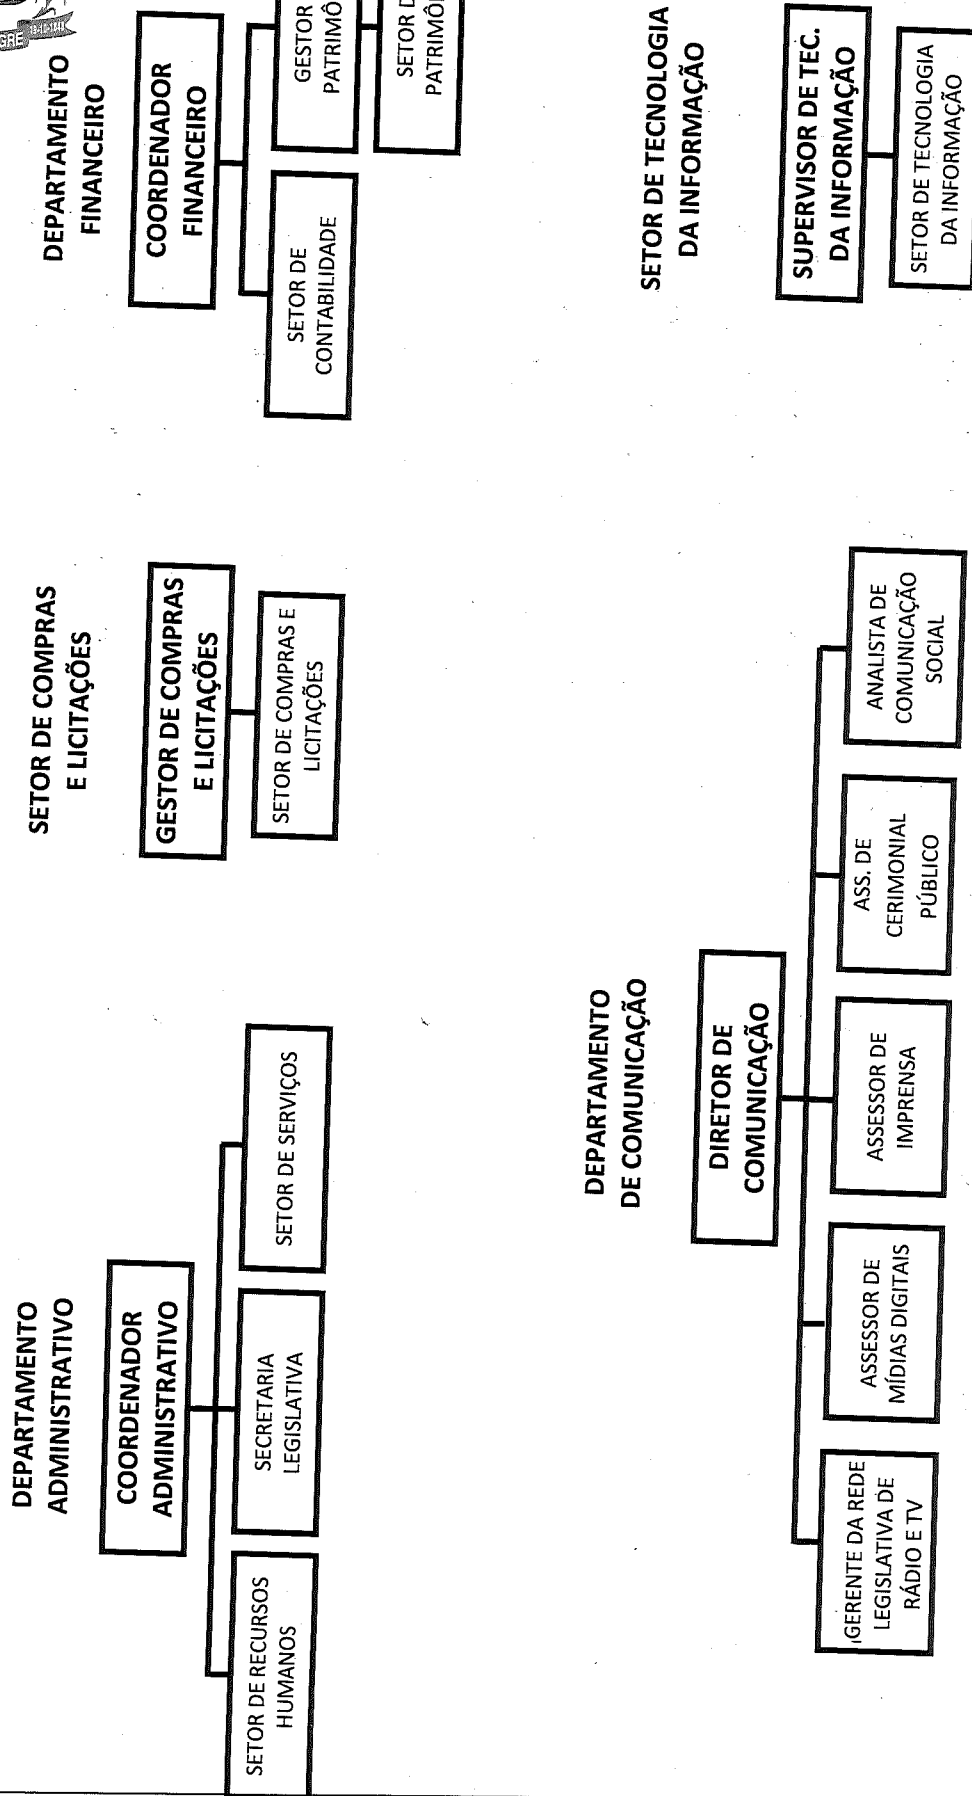 DEPARTAMENTO
ADMINISTRATIVO
COORDENADOR
ADMINISTRATIVO
SETOR DE RECURSOS
HUMANOS
SECRETARIA
LEGISLATIVA
SETOR DE SERVIÇOS
SETOR DE COMPRAS
E LICITAÇÕES
GESTOR DE COMPRAS
E LICITAÇÕES
SETOR DE COMPRAS E
LICITAÇÕES
DEPARTAMENTO
FINANCEIRO
COORDENADOR
FINANCEIRO
SETOR DE
CONTABILIDADE
GESTOR
PATRIMÔ
SETOR D
PATRIMÔ
DEPARTAMENTO
DE COMUNICAÇÃO
DIRETOR DE
COMUNICAÇÃO
GERENTE DA REDE
LEGISLATIVA DE
RÁDIO E TV
ASSESSOR DE
MÍDIAS DIGITAIS
ASSESSOR DE
IMPRENSA
ASS. DE
CERIMONIAL
PÚBLICO
ANALISTA DE
COMUNICAÇÃO
SOCIAL
SETOR DE TECNOLOGIA
DA INFORMAÇÃO
SUPERVISOR DE TEC.
DA INFORMAÇÃO
SETOR DE TECNOLOGIA
DA INFORMAÇÃO